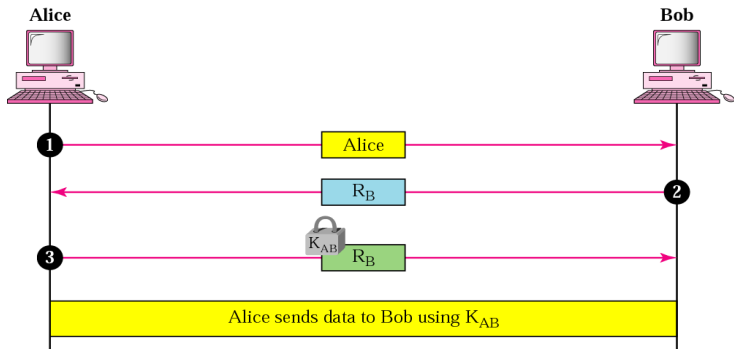 Alice
Bob
1
Alice
R_B
2
K_AB
3
R_B
Alice sends data to Bob using K_AB